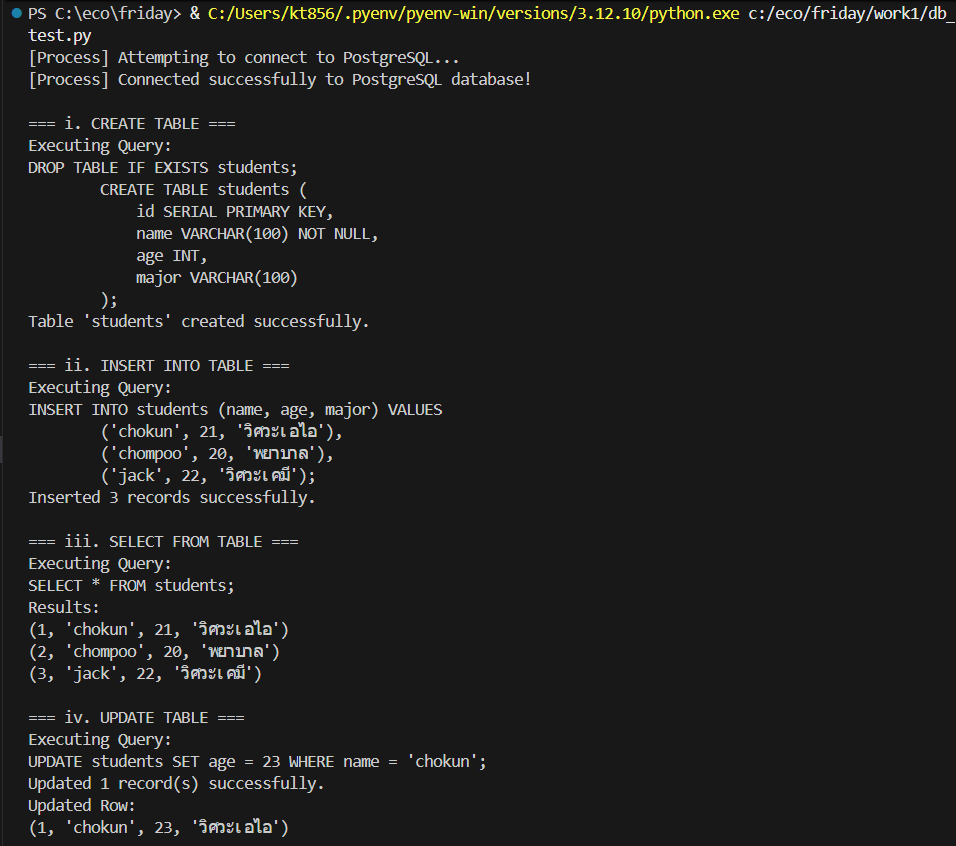 PS C:\eco\friday> & C:/Users/kt856/.pyenv/pyenv-win/versions/3.12.10/python.exe c:/eco/friday/work1/db_
test.py
[Process] Attempting to connect to PostgreSQL...
[Process] Connected successfully to PostgreSQL database!

=== i. CREATE TABLE ===
Executing Query:
DROP TABLE IF EXISTS students;
        CREATE TABLE students (
            id SERIAL PRIMARY KEY,
            name VARCHAR(100) NOT NULL,
            age INT,
            major VARCHAR(100)
        );
Table 'students' created successfully.

=== ii. INSERT INTO TABLE ===
Executing Query:
INSERT INTO students (name, age, major) VALUES
        ('chokun', 21, 'วิศวะเอไอ'),
        ('chompoo', 20, 'พยาบาล'),
        ('jack', 22, 'วิศวะเคมี');
Inserted 3 records successfully.

=== iii. SELECT FROM TABLE ===
Executing Query:
SELECT * FROM students;
Results:
(1, 'chokun', 21, 'วิศวะเอไอ')
(2, 'chompoo', 20, 'พยาบาล')
(3, 'jack', 22, 'วิศวะเคมี')

=== iv. UPDATE TABLE ===
Executing Query:
UPDATE students SET age = 23 WHERE name = 'chokun';
Updated 1 record(s) successfully.
Updated Row:
(1, 'chokun', 23, 'วิศวะเอไอ')